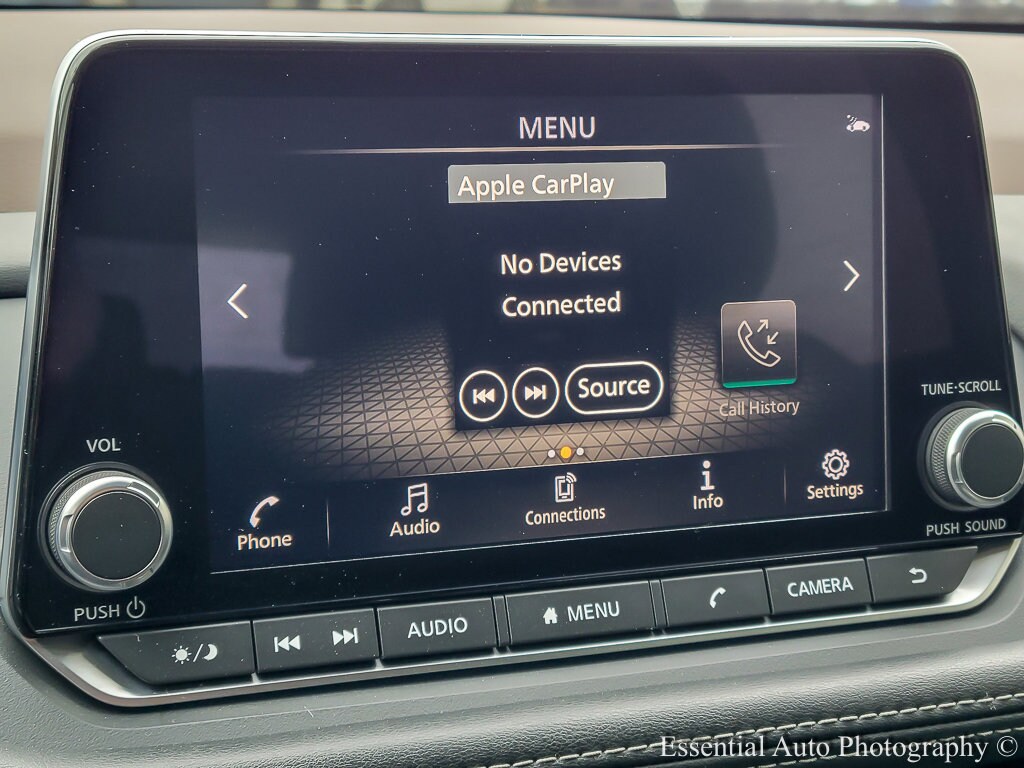 MENU
Apple CarPlay
No Devices
Connected
Source
Call History
Phone
Audio
Connections
Info
Settings
VOL
PUSH
TUNE·SCROLL
PUSH SOUND
AUDIO
MENU
CAMERA
Essential Auto Photography ©